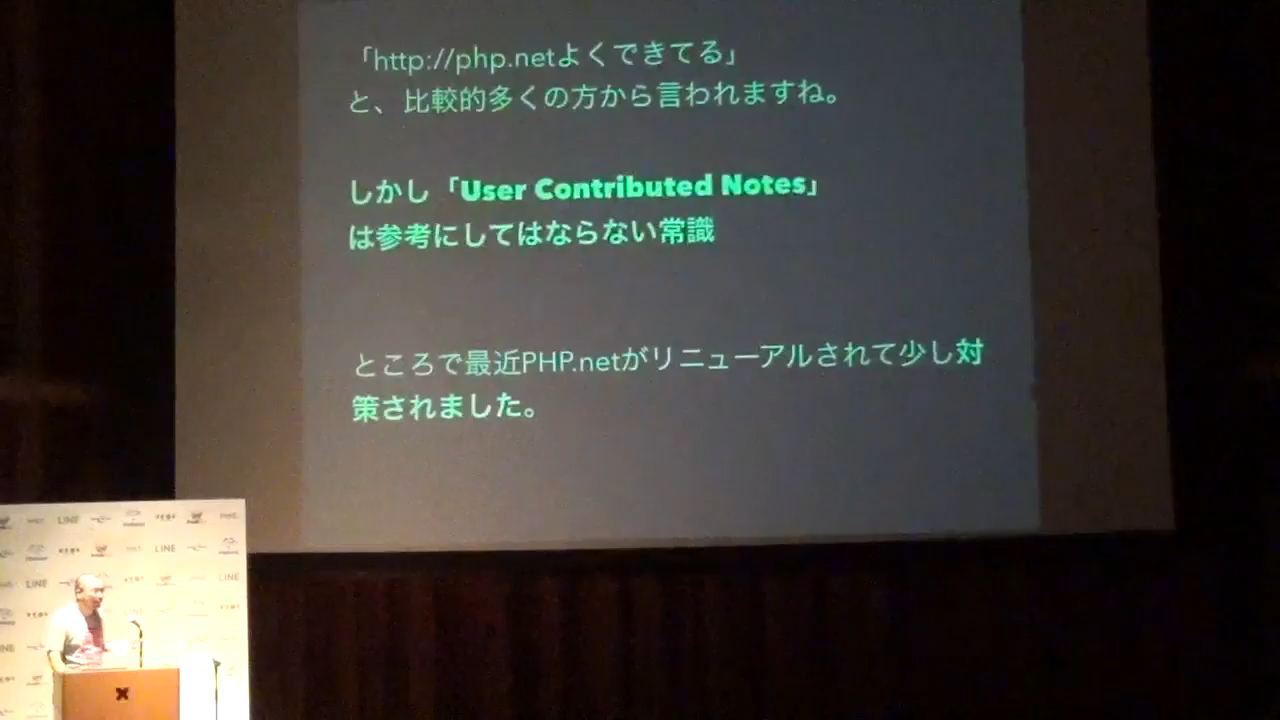 「http://php.netよくできてる」
と、比較的多くの方から言われますね。
しかし「User Contributed Notes」
は参考にしてはならない常識
ところで最近PHP.netがリニューアルされて少し対
策されました。
LINE
LINE
LINE
LINE